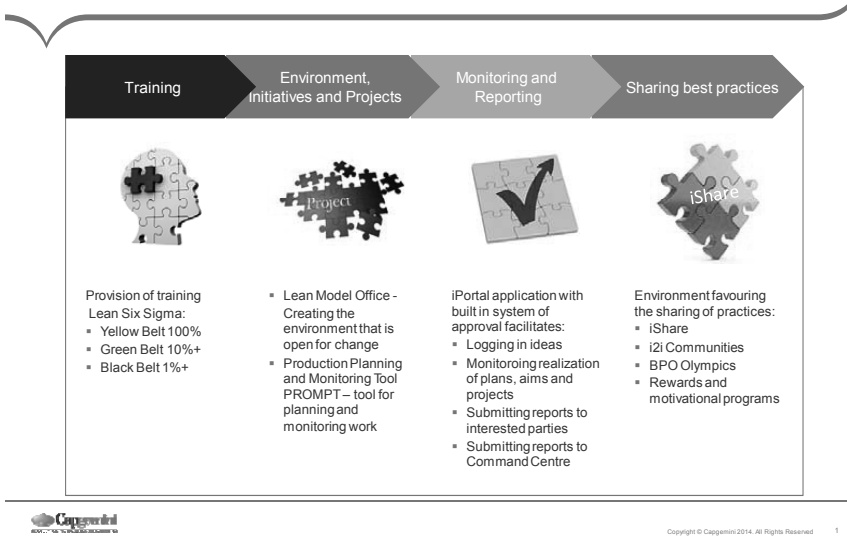 Training
Environment,
Initiatives and Projects
Monitoring and
Reporting
Sharing best practices
Project
iShare
Provision of training
Lean Six Sigma:
▪ Yellow Belt 100%
▪ Green Belt 10%+
▪ Black Belt 1%+
▪ Lean Model Office -
Creating the
environment that is
open for change
▪ Production Planning
and Monitoring Tool
PROMPT – tool for
planning and
monitoring work
iPortal application with
built in system of
approval facilitates:
▪ Logging in ideas
▪ Monitoroing realization
of plans, aims and
projects
▪ Submitting reports to
interested parties
▪ Submitting reports to
Command Centre
Environment favouring
the sharing of practices:
▪ iShare
▪ i2i Communities
▪ BPO Olympics
▪ Rewards and
motivational programs
Capgemini
Copyright © Capgemini 2014. All Rights Reserved
1